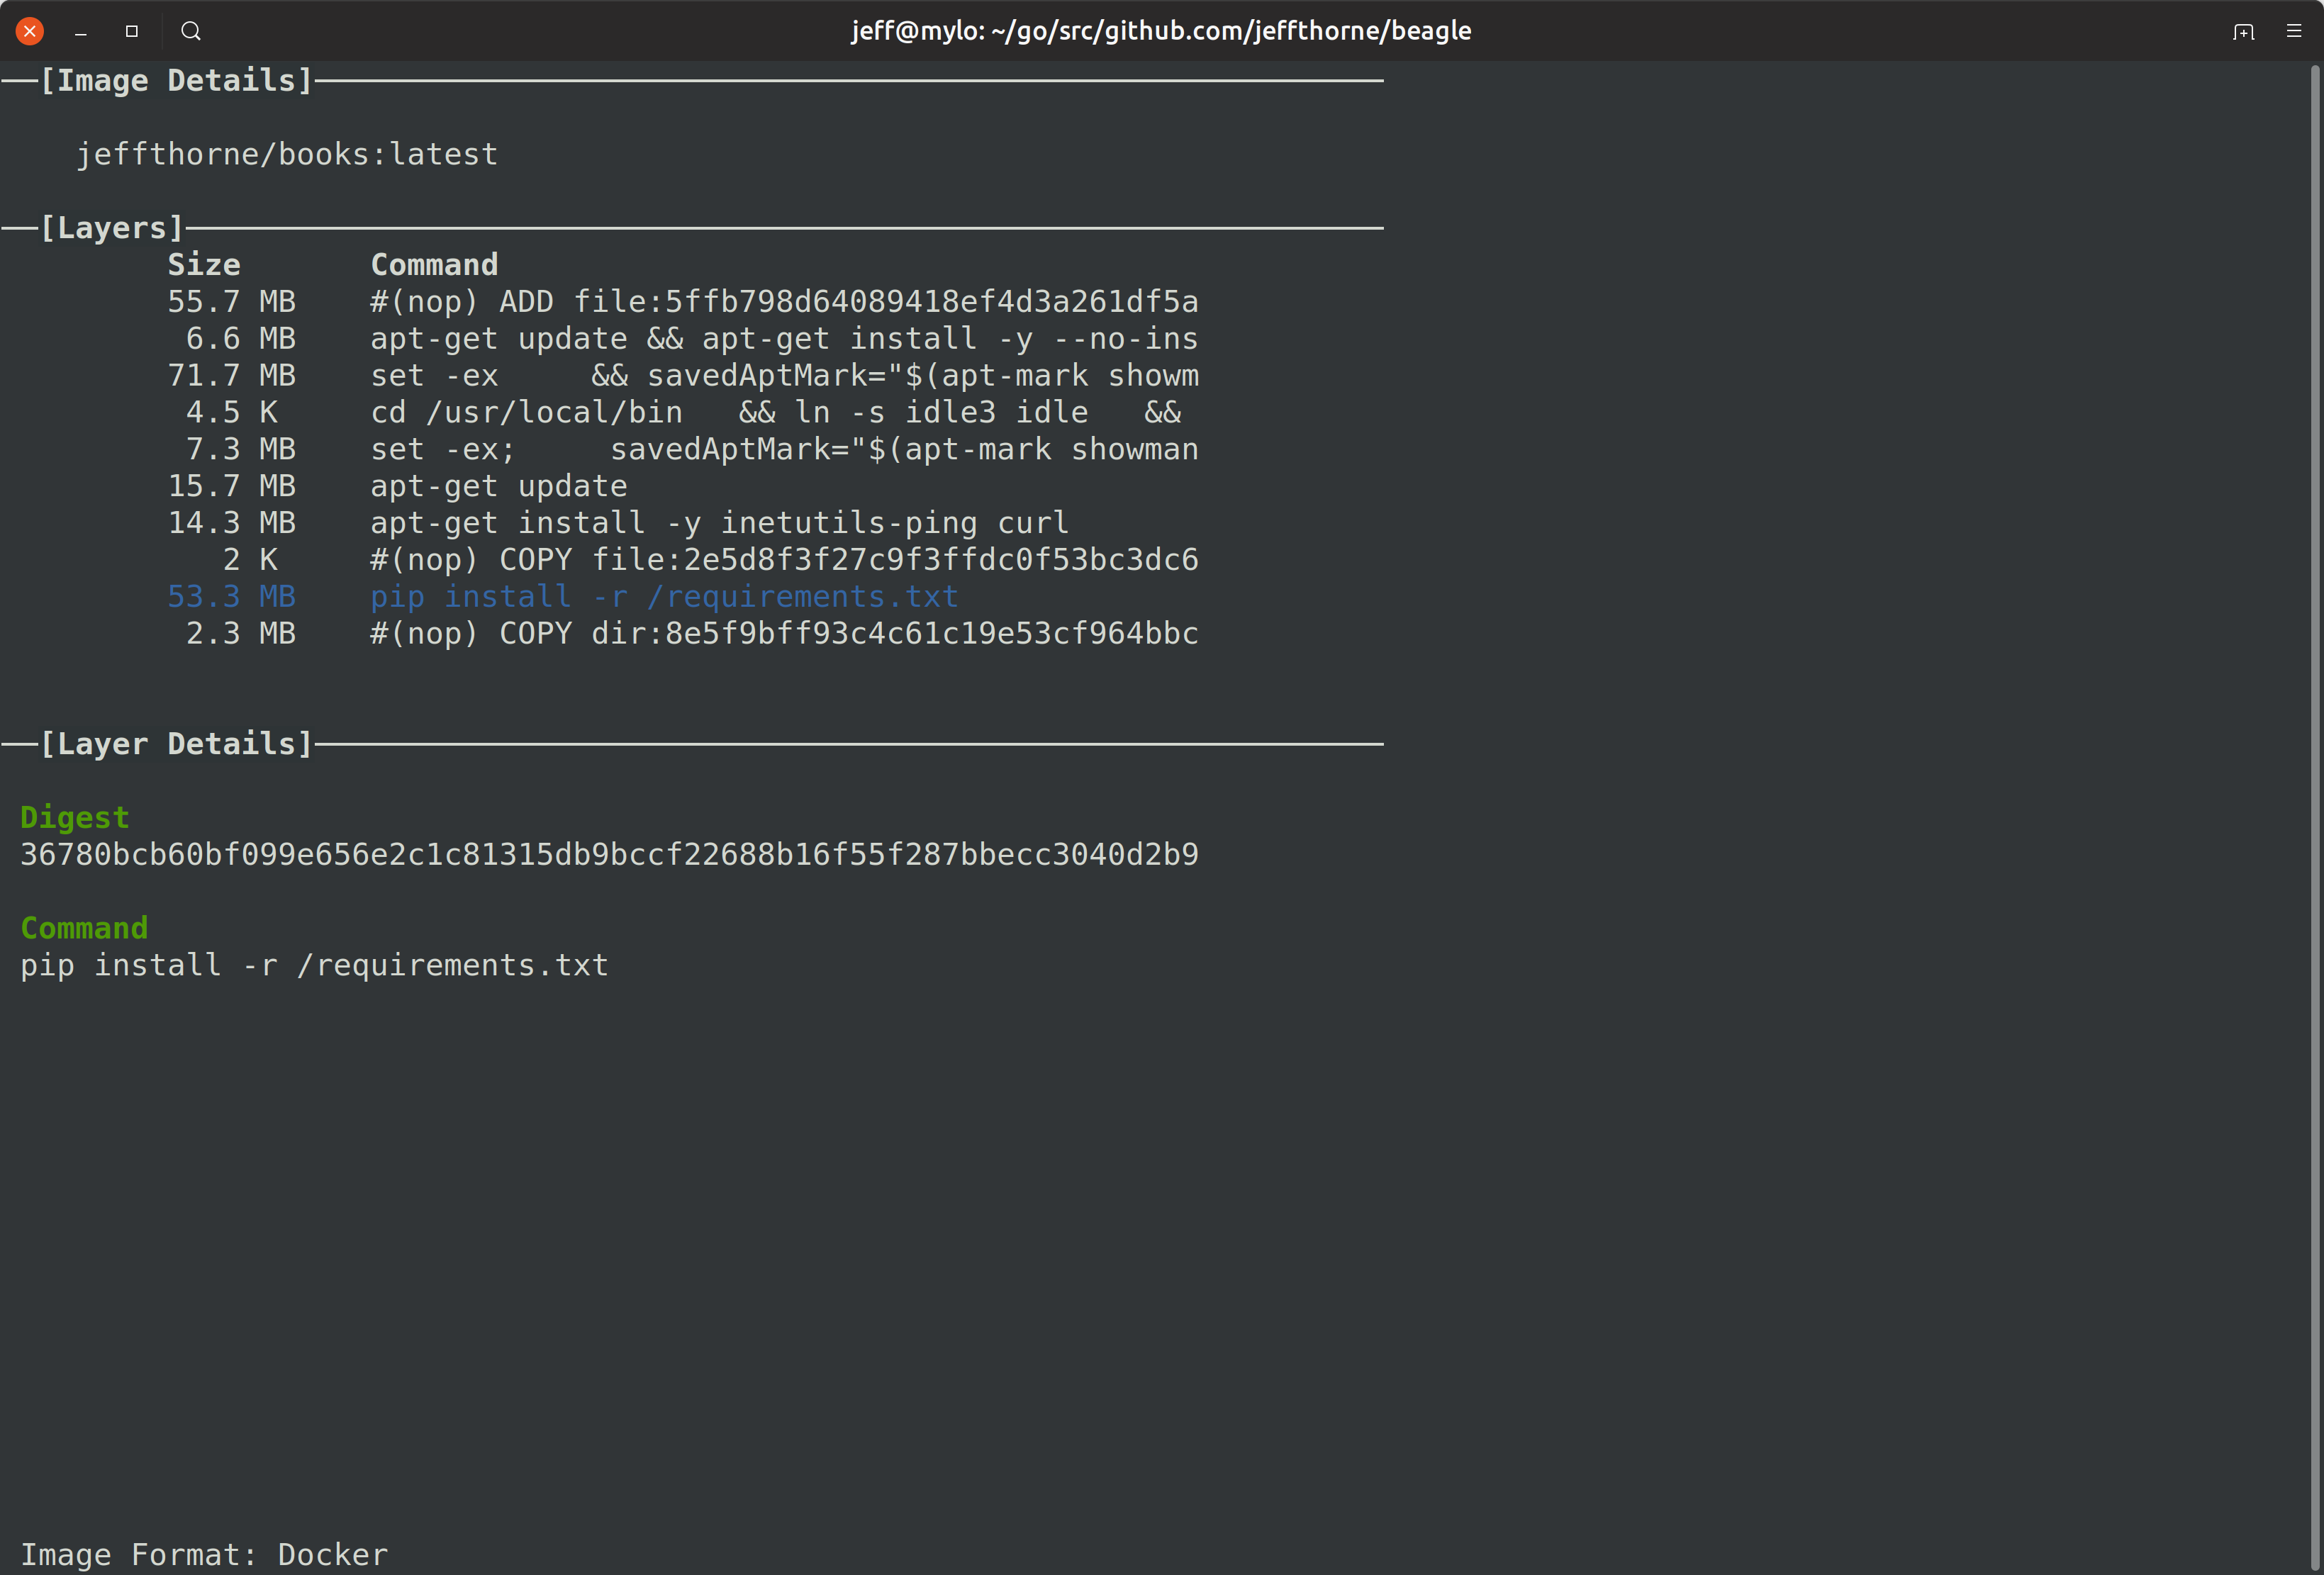 jeff@mylo: ~/go/src/github.com/jeffthorne/beagle
[Image Details]
jeffthorne/books:latest
[Layers]
Size Command
55.7 MB #(nop) ADD file:5ffb798d64089418ef4d3a261df5a
6.6 MB apt-get update && apt-get install -y --no-ins
71.7 MB set -ex && savedAptMark="$(apt-mark showm
4.5 K cd /usr/local/bin && ln -s idle3 idle &&
7.3 MB set -ex; savedAptMark="$(apt-mark showman
15.7 MB apt-get update
14.3 MB apt-get install -y inetutils-ping curl
2 K #(nop) COPY file:2e5d8f3f27c9f3ffdc0f53bc3dc6
53.3 MB pip install -r /requirements.txt
2.3 MB #(nop) COPY dir:8e5f9bff93c4c61c19e53cf964bbc
[Layer Details]
Digest
36780bcb60bf099e656e2c1c81315db9bccf22688b16f55f287bbecc3040d2b9
Command
pip install -r /requirements.txt
Image Format: Docker